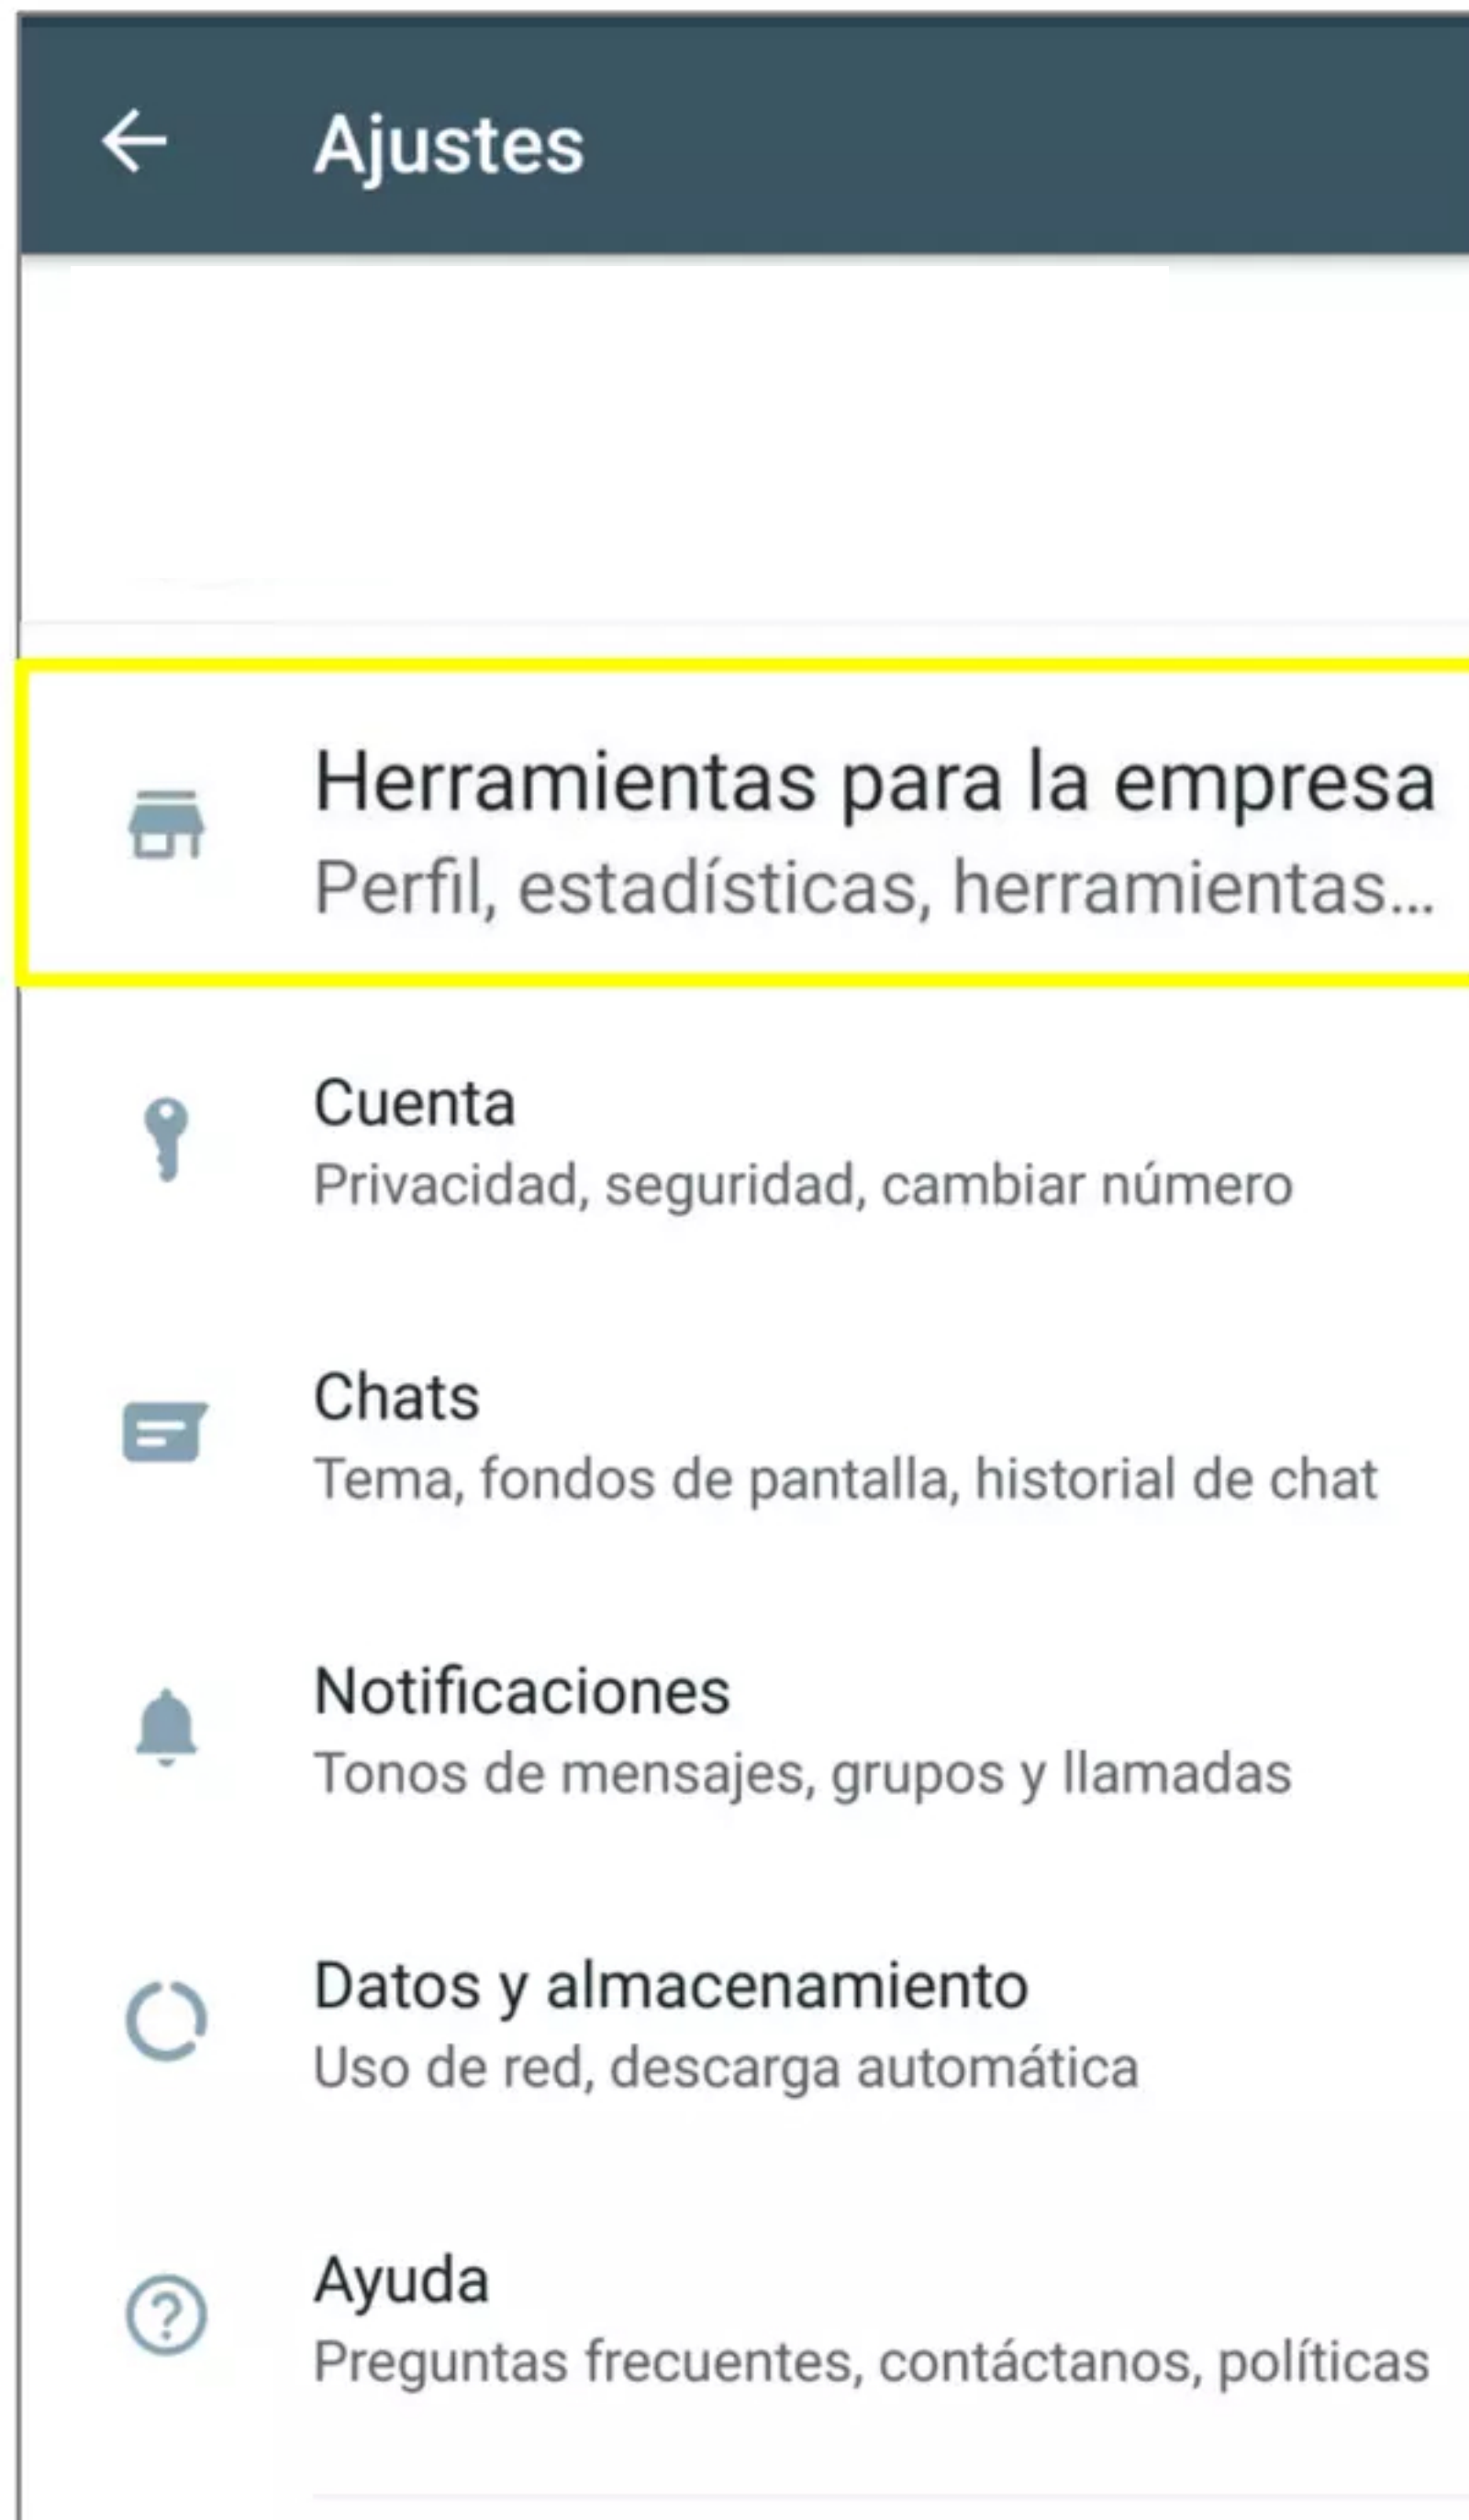 Ajustes
Herramientas para la empresa
Perfil, estadísticas, herramientas...
Cuenta
Privacidad, seguridad, cambiar número
Chats
Tema, fondos de pantalla, historial de chat
Notificaciones
Tonos de mensajes, grupos y llamadas
Datos y almacenamiento
Uso de red, descarga automática
Ayuda
Preguntas frecuentes, contáctanos, políticas